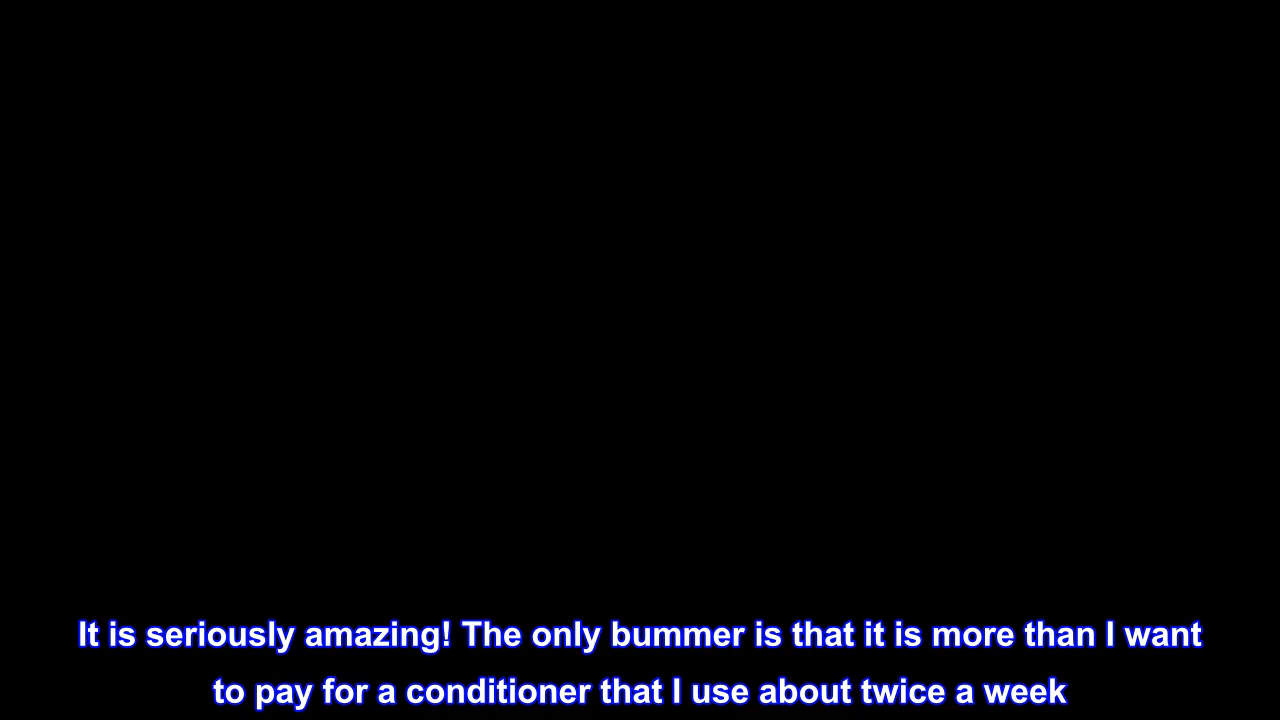 It is seriously amazing! The only bummer is that it is more than I want
to pay for a conditioner that I use about twice a week